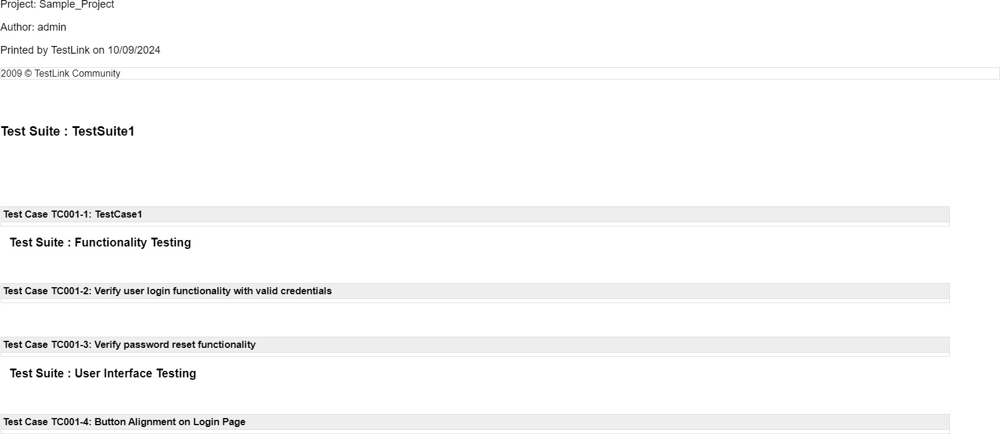 Project: Sample_Project
Author: admin
Printed by TestLink on 10/09/2024
2009 © TestLink Community
Test Suite : TestSuite1
Test Case TC001-1: TestCase1
Test Suite : Functionality Testing
Test Case TC001-2: Verify user login functionality with valid credentials
Test Case TC001-3: Verify password reset functionality
Test Suite : User Interface Testing
Test Case TC001-4: Button Alignment on Login Page